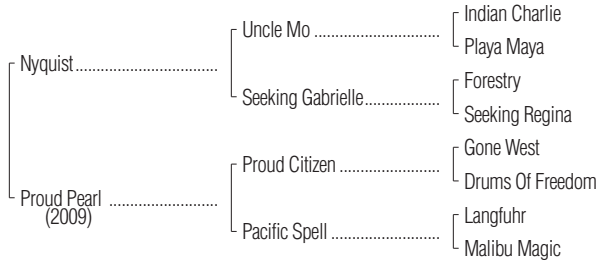 Indian Charlie
Uncle Mo ..................................
Playa Maya
Nyquist......................................
Forestry
Seeking Gabrielle....................
Seeking Regina
Gone West
Proud Citizen ...........................
Drums Of Freedom
Proud Pearl .............................
(2009)
Langfuhr
Pacific Spell .............................
Malibu Magic